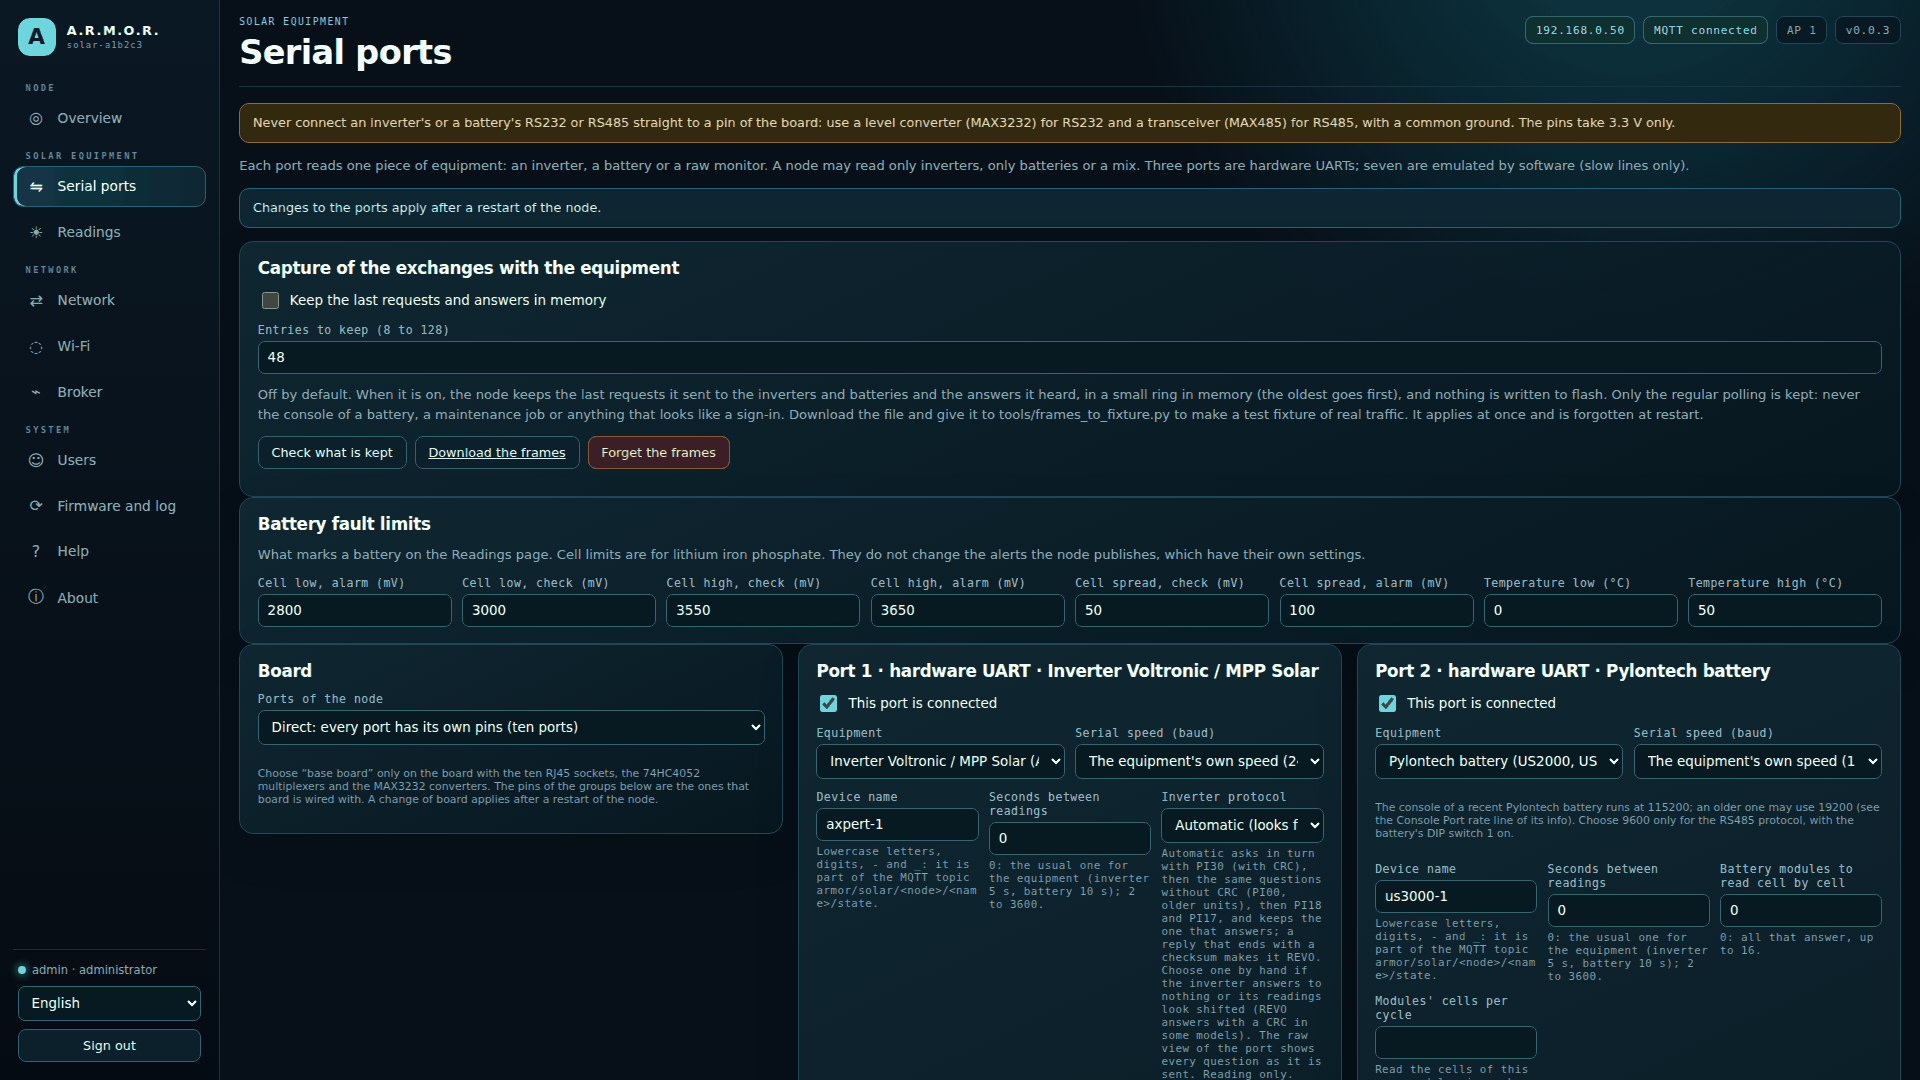 A
A.R.M.O.R.
solar-a1b2c3
NODE
Overview
SOLAR EQUIPMENT
Serial ports
Readings
NETWORK
Network
Wi-Fi
Broker
SYSTEM
Users
Firmware and log
Help
About
admin · administrator
English
Sign out
SOLAR EQUIPMENT
Serial ports
192.168.0.50
MQTT connected
AP 1
v0.0.3
Never connect an inverter's or a battery's RS232 or RS485 straight to a pin of the board: use a level converter (MAX3232) for RS232 and a transceiver (MAX485) for RS485, with a common ground. The pins take 3.3 V only.
Each port reads one piece of equipment: an inverter, a battery or a raw monitor. A node may read only inverters, only batteries or a mix. Three ports are hardware UARTs; seven are emulated by software (slow lines only).
Changes to the ports apply after a restart of the node.
Capture of the exchanges with the equipment
Keep the last requests and answers in memory
Entries to keep (8 to 128)
48
Off by default. When it is on, the node keeps the last requests it sent to the inverters and batteries and the answers it heard, in a small ring in memory (the oldest goes first), and nothing is written to flash. Only the regular polling is kept: never
the console of a battery, a maintenance job or anything that looks like a sign-in. Download the file and give it to tools/frames_to_fixture.py to make a test fixture of real traffic. It applies at once and is forgotten at restart.
Check what is kept
Download the frames
Forget the frames
Battery fault limits
What marks a battery on the Readings page. Cell limits are for lithium iron phosphate. They do not change the alerts the node publishes, which have their own settings.
Cell low, alarm (mV)
2800
Cell low, check (mV)
3000
Cell high, check (mV)
3550
Cell high, alarm (mV)
3650
Cell spread, check (mV)
50
Cell spread, alarm (mV)
100
Temperature low (°C)
0
Temperature high (°C)
50
Board
Ports of the node
Direct: every port has its own pins (ten ports)
Choose “base board” only on the board with the ten RJ45 sockets, the 74HC4052
multiplexers and the MAX3232 converters. The pins of the groups below are the ones that
board is wired with. A change of board applies after a restart of the node.
Port 1 · hardware UART · Inverter Voltronic / MPP Solar
This port is connected
Equipment
Inverter Voltronic / MPP Solar (A
Serial speed (baud)
The equipment's own speed (2
Device name
axpert-1
Lowercase letters,
digits, - and _: it is
part of the MQTT topic
armor/solar/<node>/<nam
e>/state.
Seconds between
readings
0
0: the usual one for
the equipment (inverter
5 s, battery 10 s); 2
to 3600.
Inverter protocol
Automatic (looks f
Automatic asks in turn
with PI30 (with CRC),
then the same questions
without CRC (PI00,
older units), then PI18
and PI17, and keeps the
one that answers; a
reply that ends with a
checksum makes it REVO.
Choose one by hand if
the inverter answers to
nothing or its readings
look shifted (REVO
answers with a CRC in
some models). The raw
view of the port shows
every question as it is
sent. Reading only.
Port 2 · hardware UART · Pylontech battery
This port is connected
Equipment
Pylontech battery (US2000, US
Serial speed (baud)
The equipment's own speed (1
The console of a recent Pylontech battery runs at 115200; an older one may use 19200 (see
the Console Port rate line of its info). Choose 9600 only for the RS485 protocol, with the
battery's DIP switch 1 on.
Device name
us3000-1
Lowercase letters,
digits, - and _: it is
part of the MQTT topic
armor/solar/<node>/<nam
e>/state.
Seconds between
readings
0
0: the usual one for
the equipment (inverter
5 s, battery 10 s); 2
to 3600.
Battery modules to
read cell by cell
0
0: all that answer, up
to 16.
Modules' cells per
cycle
Read the cells of this